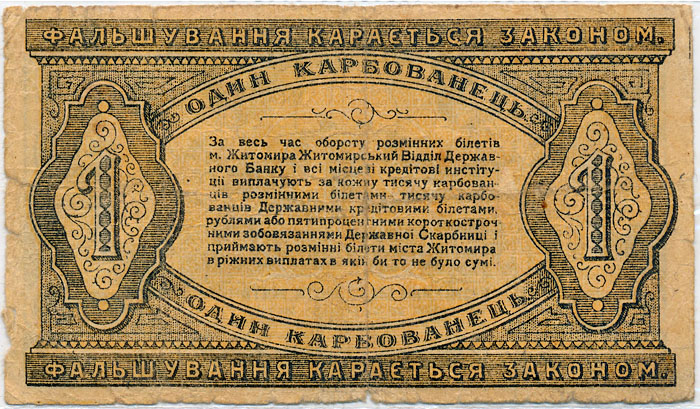 ФАЛЬШУВАННЯ КАРАЄТЬСЯ ЗАКОНОМ.
ОДИН КАРБОВАНЕЦЬ
1 1
За весь час обороту розмінних білетів
м. Житомира Житомирський Відділ Держав-
ного Банку і всі місцеві кредітові інститу-
ції виплачують за кожну тисячу карбован-
ців розмінними білетами тисячу карбо-
ванців Державними кредітовими білетами,
рублями або пятипроцентними короткостроч-
ними зобовязаннями Державної Скарбниці і
приймають розмінні білети міста Житомира
в ріжних виплатах в якій би то не було сумі.
ОДИН КАРБОВАНЕЦЬ
ФАЛЬШУВАННЯ КАРАЄТЬСЯ ЗАКОНОМ.